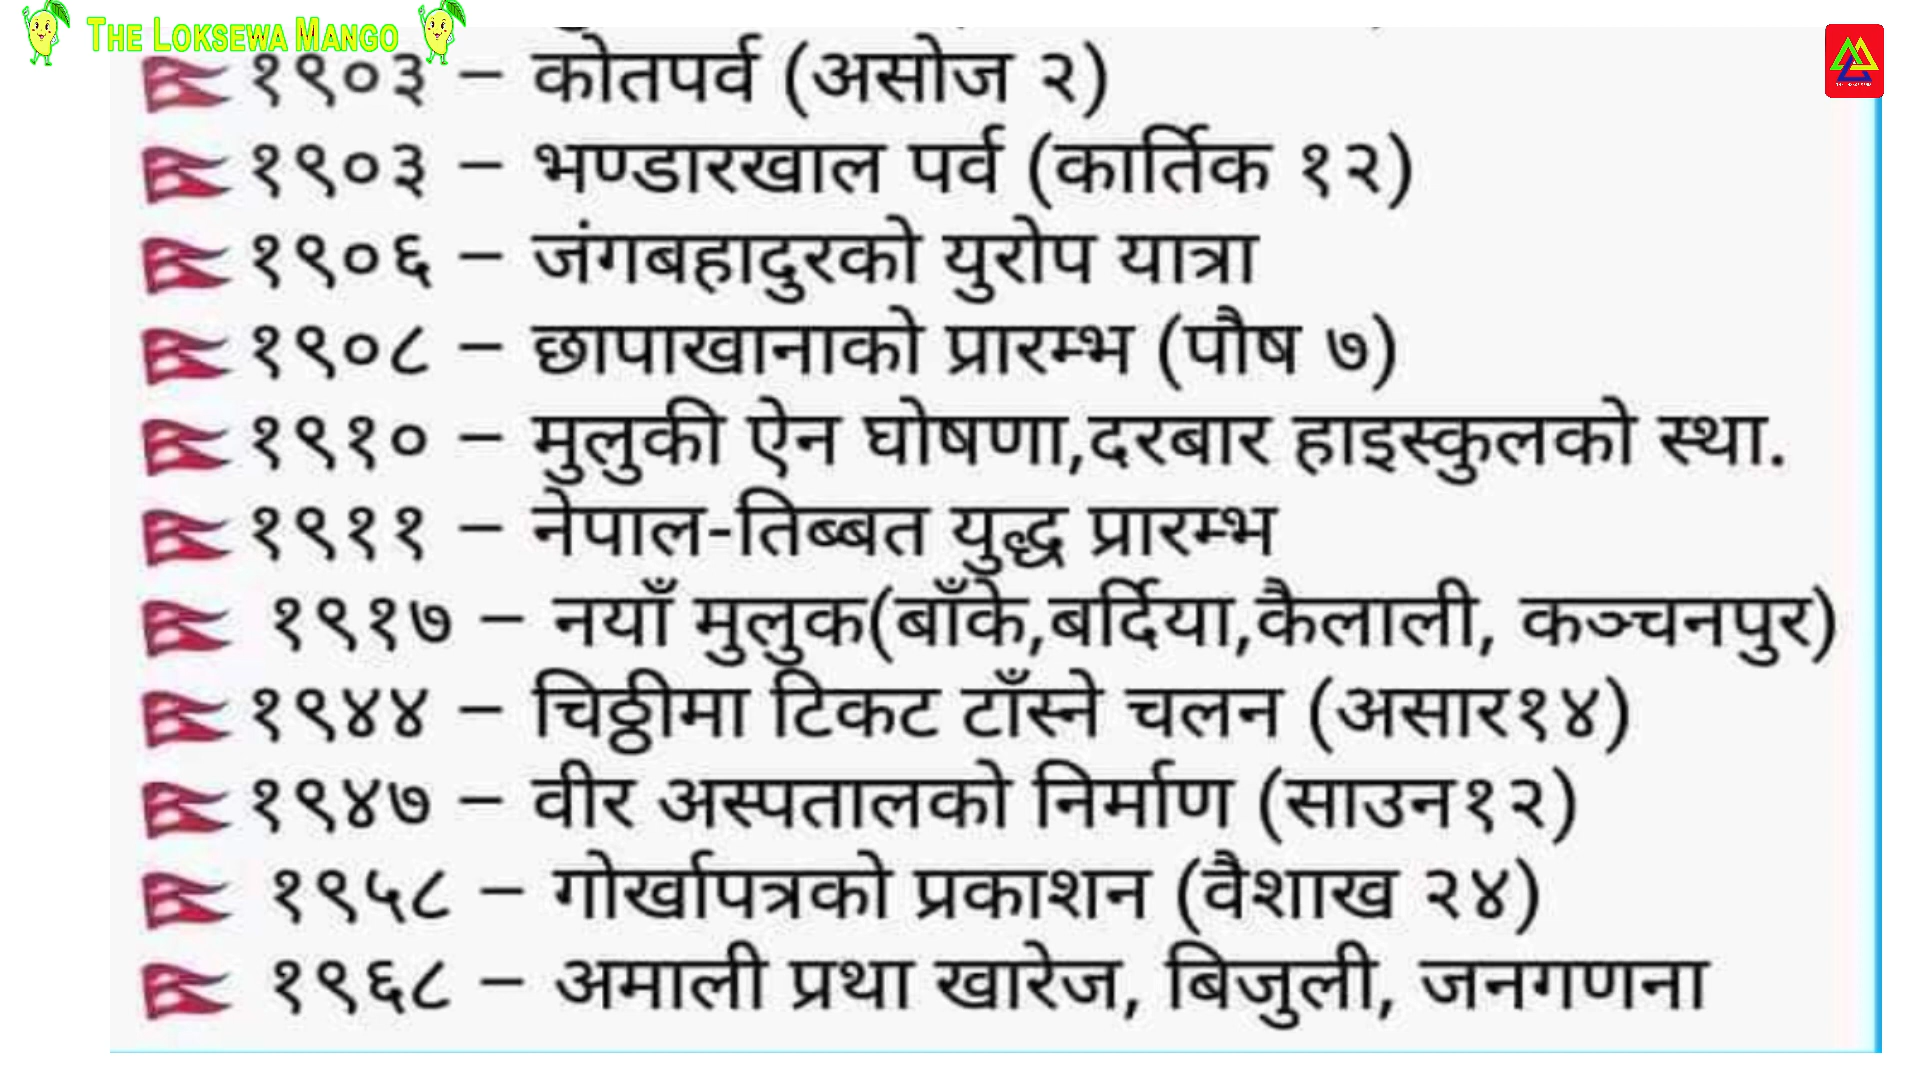 THE LOKSEWA MANGO
१९०३ – कोतपर्व (असोज २)
१९०३ – भण्डारखाल पर्व (कार्तिक १२)
१९०६ – जंगबहादुरको युरोप यात्रा
१९०८ – छापाखानाको प्रारम्भ (पौष ७)
१९१० – मुलुकी ऐन घोषणा,दरबार हाइस्कुलको स्था.
१९११ – नेपाल-तिब्बत युद्ध प्रारम्भ
१९१७ – नयाँ मुलुक(बाँके,बर्दिया,कैलाली, कञ्चनपुर)
१९४४ – चिठ्ठीमा टिकट टाँस्ने चलन (असार१४)
१९४७ – वीर अस्पतालको निर्माण (साउन१२)
१९५८ – गोर्खापत्रको प्रकाशन (वैशाख २४)
१९६८ – अमाली प्रथा खारेज, बिजुली, जनगणना